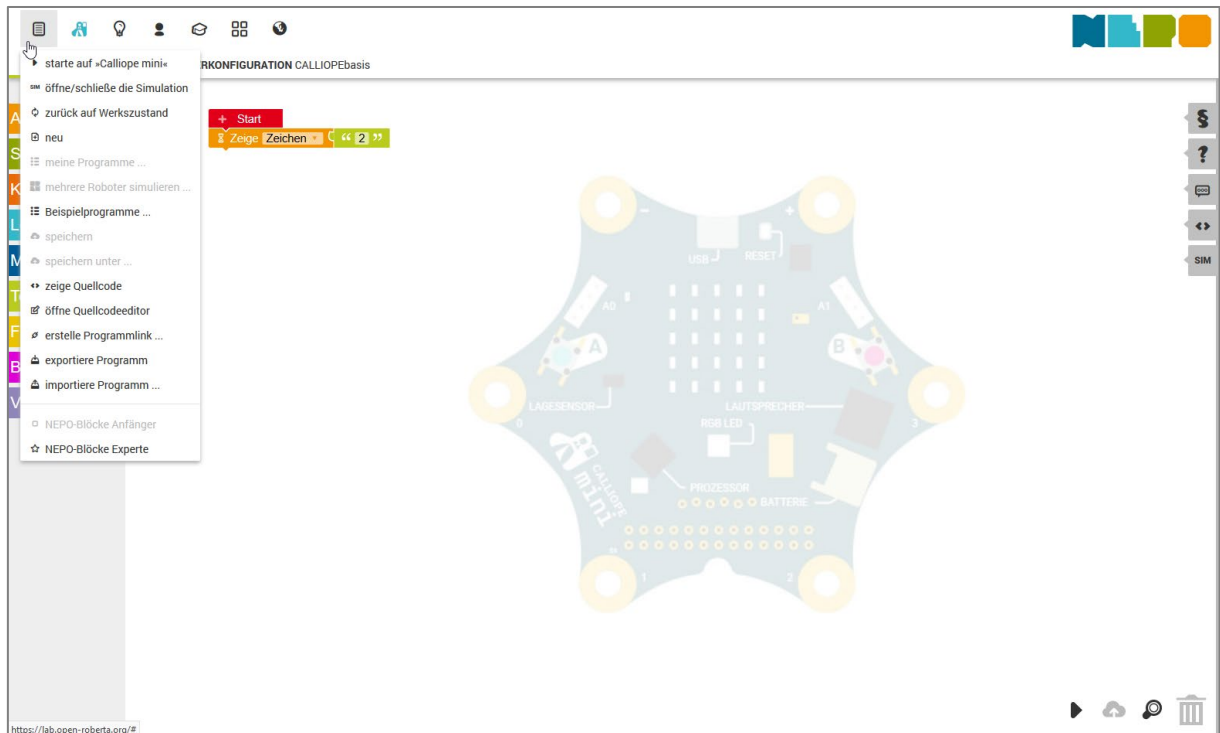 NEPO
starte auf »Calliope mini«
RKONFIGURATION CALLIOPEbasis
SIM öffne/schließe die Simulation
zurück auf Werkszustand
neu
meine Programme ...
mehrere Roboter simulieren ...
Beispielprogramme ...
speichern
speichern unter ...
zeige Quellcode
öffne Quellcodeeditor
erstelle Programmlink ...
exportiere Programm
importiere Programm ...
NEPO-Blöcke Anfänger
NEPO-Blöcke Experte
A
S
K
L
M
T
F
B
V
+ Start
Zeige Zeichen “ 2 ”
- +
USB RESET
A0 A1
A B
LAGESENSOR LAUTSPRECHER
0 RGB LED 3
CALLIOPE
mini
PROZESSOR
BATTERIE
1 2
§
?
<>
SIM
https://lab.open-roberta.org/#